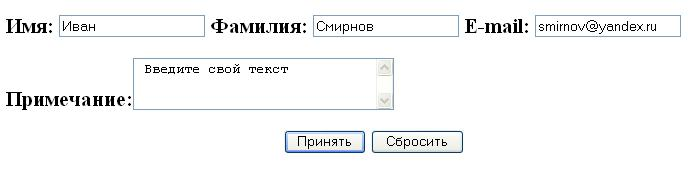 Имя: Иван Фамилия: Смирнов E-mail: smirnov@yandex.ru
Введите свой текст
Примечание:
Принять Сбросить